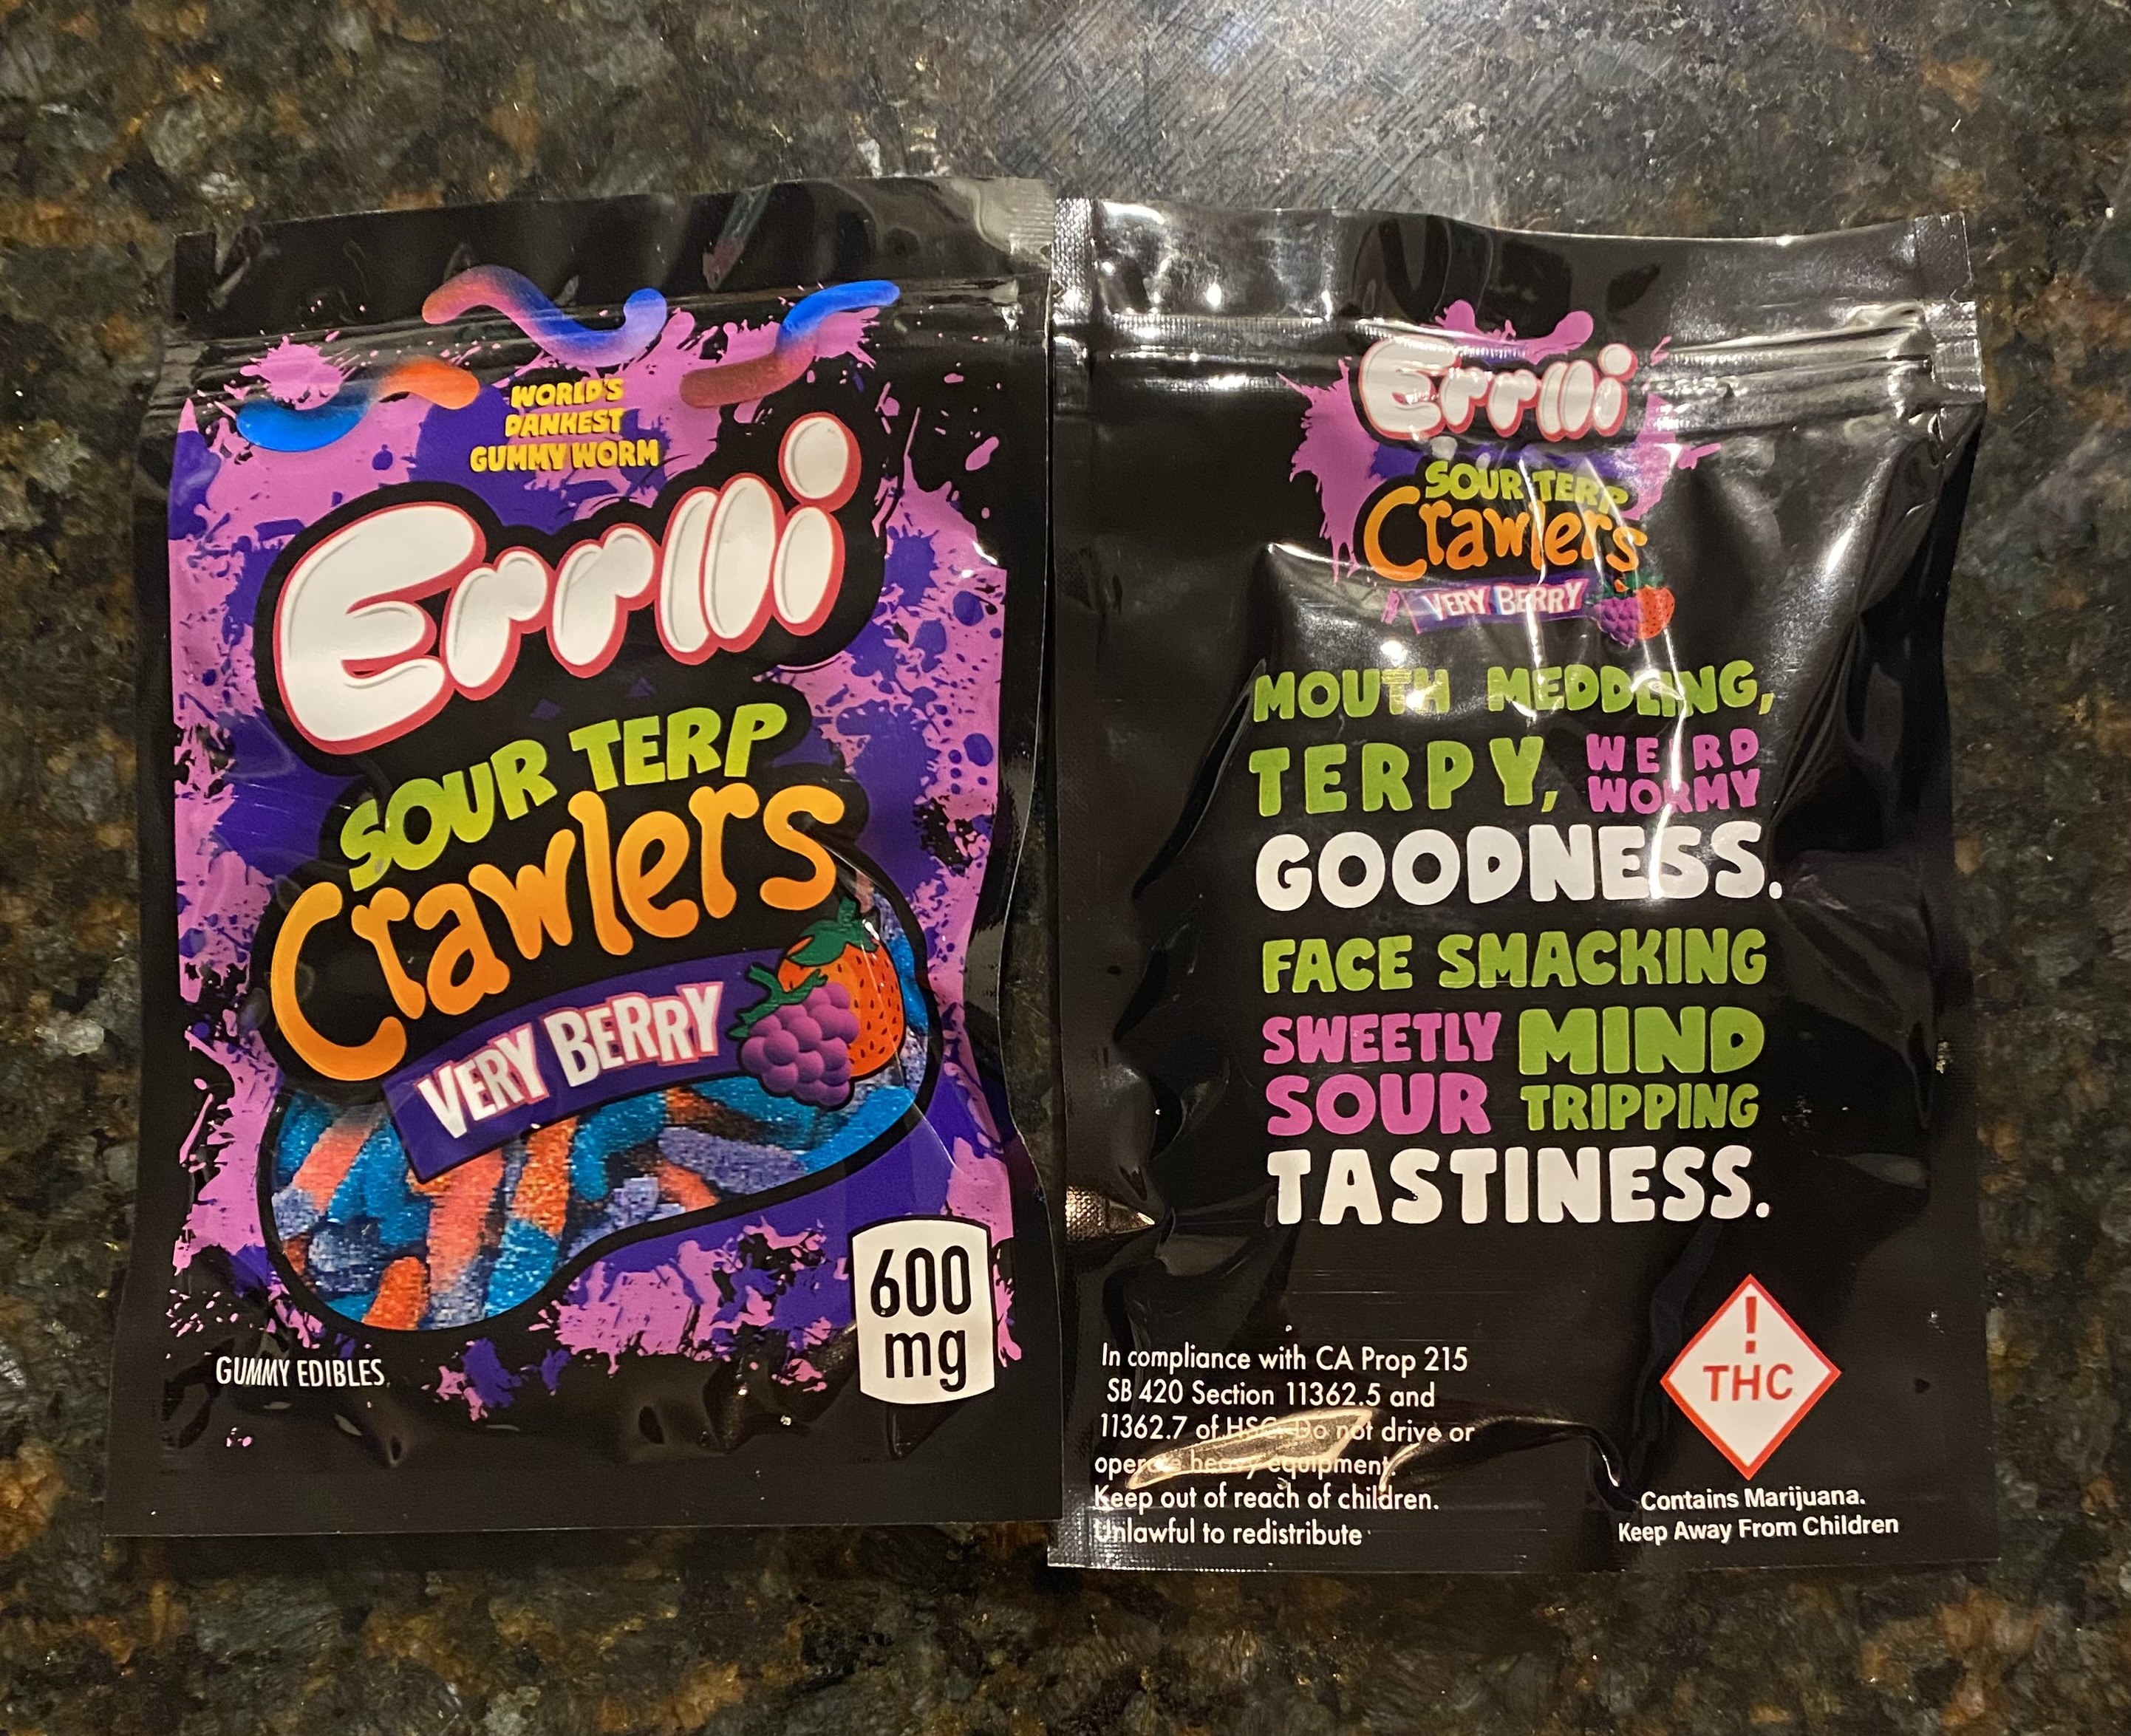 WORLD'S
DANKEST
GUMMY WORM
Errlli
SOUR TERP
Crawlers
VERY BERRY
600
mg
GUMMY EDIBLES
Errlli
SOUR TERP
Crawlers
VERY BERRY
MOUTH MEDDLING,
TERPY, WEIRD
WORMY
GOODNESS.
FACE SMACKING
SWEETLY MIND
SOUR TRIPPING
TASTINESS.
In compliance with CA Prop 215
SB 420 Section 11362.5 and
11362.7 of HSC. Do not drive or
operate heavy equipment.
Keep out of reach of children.
Unlawful to redistribute
!
THC
Contains Marijuana.
Keep Away From Children